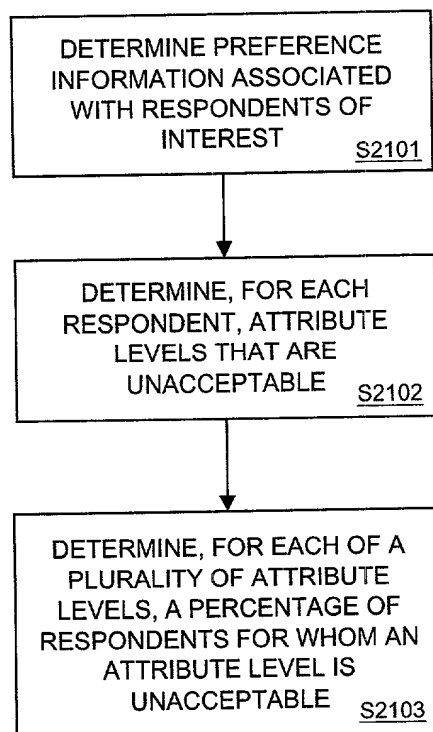 DETERMINE PREFERENCE
INFORMATION ASSOCIATED
WITH RESPONDENTS OF
INTEREST
S2101
DETERMINE, FOR EACH
RESPONDENT, ATTRIBUTE
LEVELS THAT ARE
UNACCEPTABLE
S2102
DETERMINE, FOR EACH OF A
PLURALITY OF ATTRIBUTE
LEVELS, A PERCENTAGE OF
RESPONDENTS FOR WHOM AN
ATTRIBUTE LEVEL IS
UNACCEPTABLE
S2103